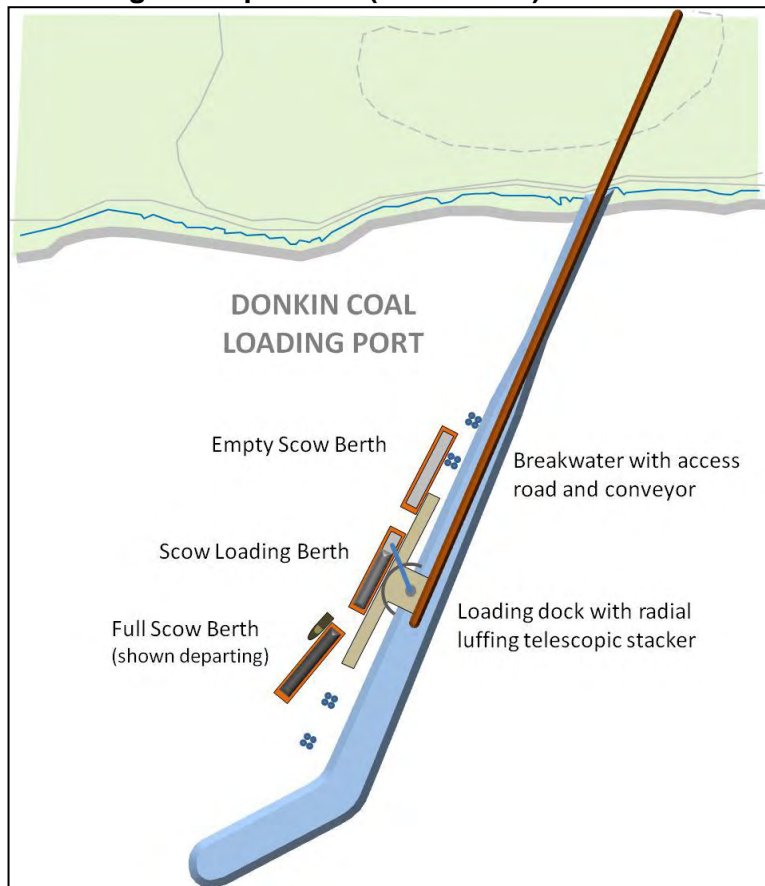 DONKIN COAL
LOADING PORT
Empty Scow Berth
Breakwater with access
road and conveyor
Scow Loading Berth
Loading dock with radial
luffing telescopic stacker
Full Scow Berth
(shown departing)